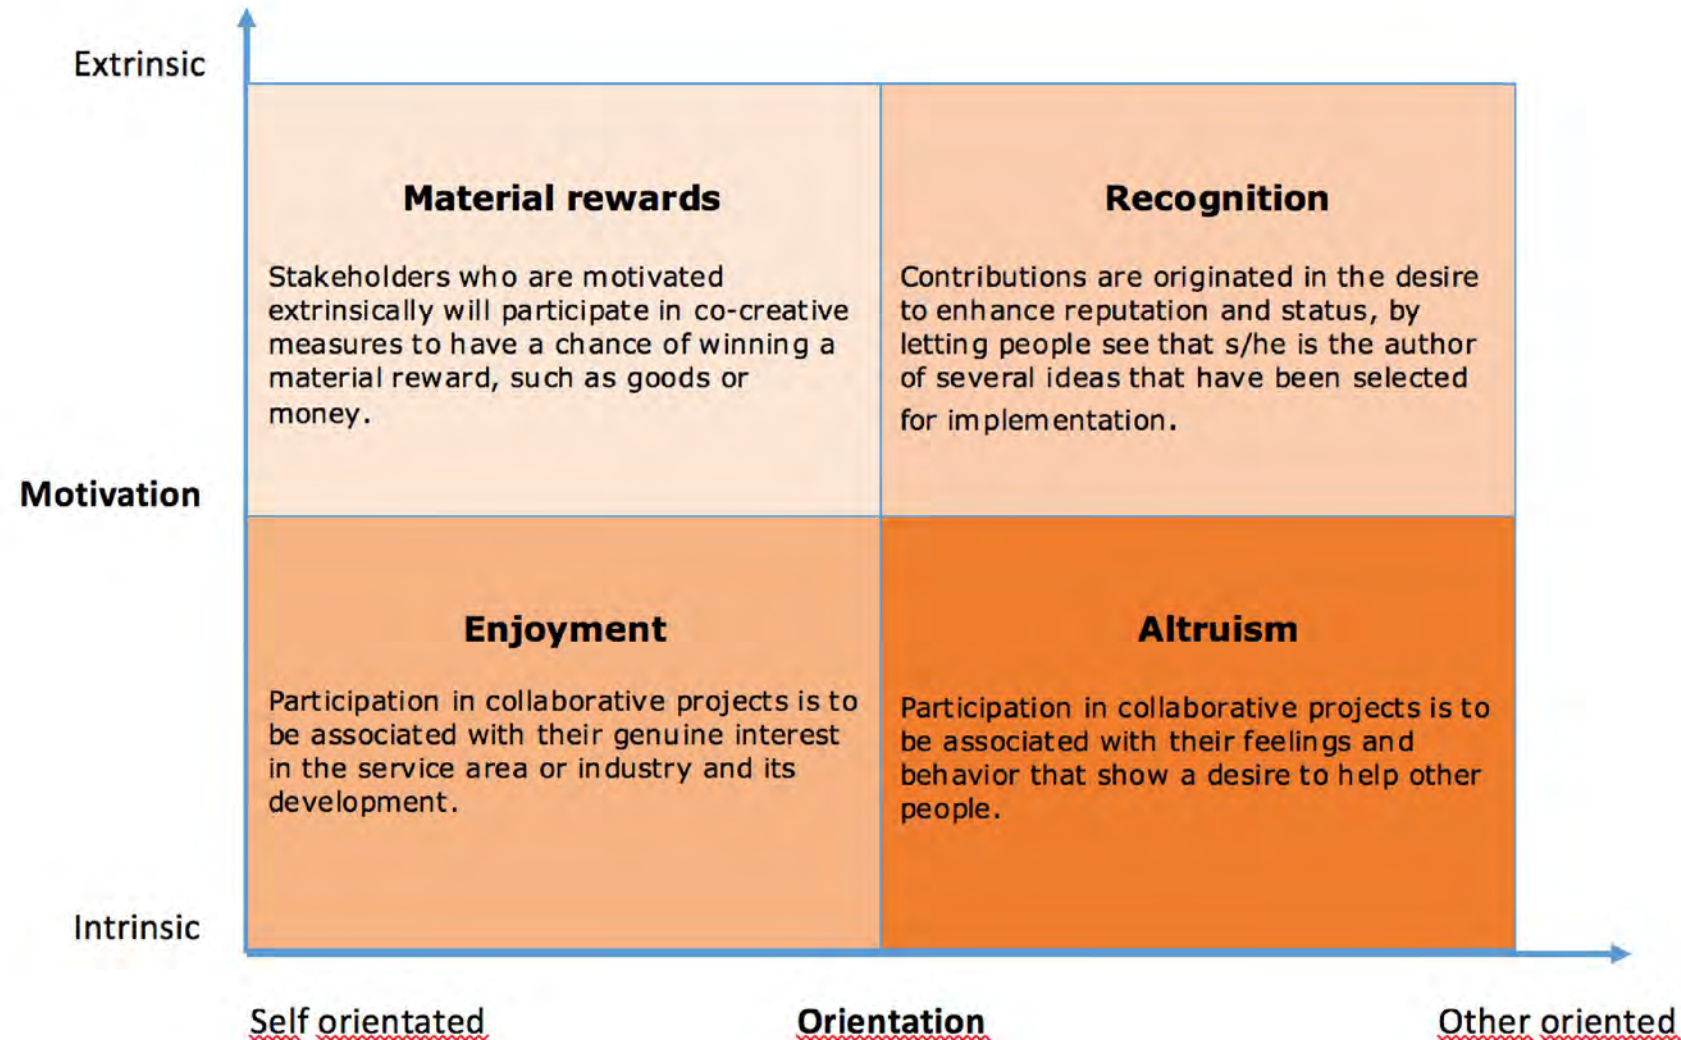 Extrinsic
Material rewards
Stakeholders who are motivated
extrinsically will participate in co-creative
measures to have a chance of winning a
material reward, such as goods or
money.
Recognition
Contributions are originated in the desire
to enhance reputation and status, by
letting people see that s/he is the author
of several ideas that have been selected
for implementation.
Motivation
Enjoyment
Participation in collaborative projects is to
be associated with their genuine interest
in the service area or industry and its
development.
Altruism
Participation in collaborative projects is to
be associated with their feelings and
behavior that show a desire to help other
people.
Intrinsic
Self orientated
Orientation
Other oriented